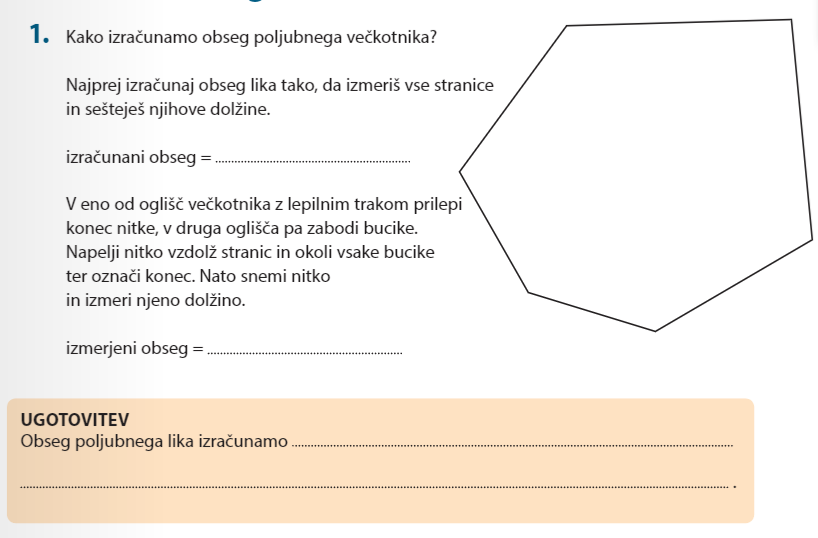 1. Kako izračunamo obseg poljubnega večkotnika?
Najprej izračunaj obseg lika tako, da izmeriš vse stranice
in sešteješ njihove dolžine.
izračunani obseg = ............................................................
V eno od oglišč večkotnika z lepilnim trakom prilepi
konec nitke, v druga oglišča pa zabodi bucike.
Napelji nitko vzdolž stranic in okoli vsake bucike
ter označi konec. Nato snemi nitko
in izmeri njeno dolžino.
izmerjeni obseg = ............................................................
UGOTOVITEV
Obseg poljubnega lika izračunamo ............................................................
............................................................ .